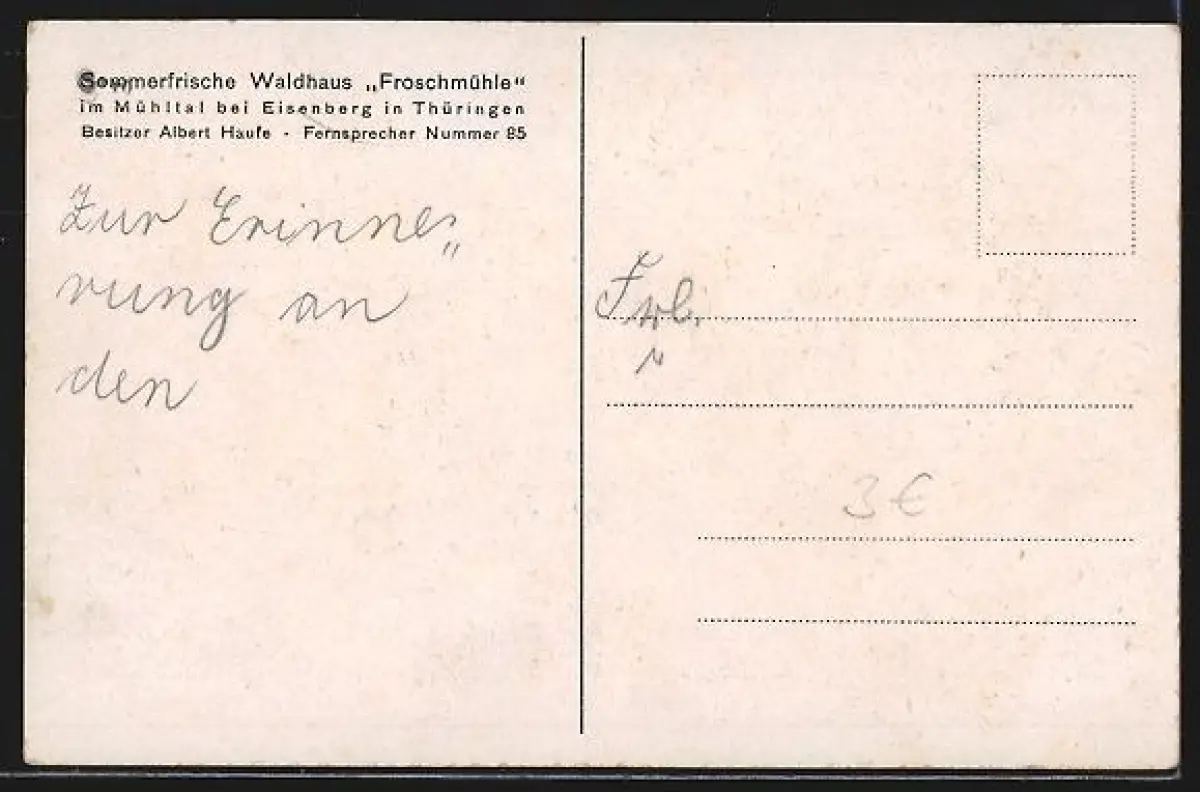 Sommerfrische Waldhaus „Froschmühle“
im Mühltal bei Eisenberg in Thüringen
Besitzer Albert Haufe - Fernsprecher Nummer 85
Zur Erinne„
rung an
den
3 €